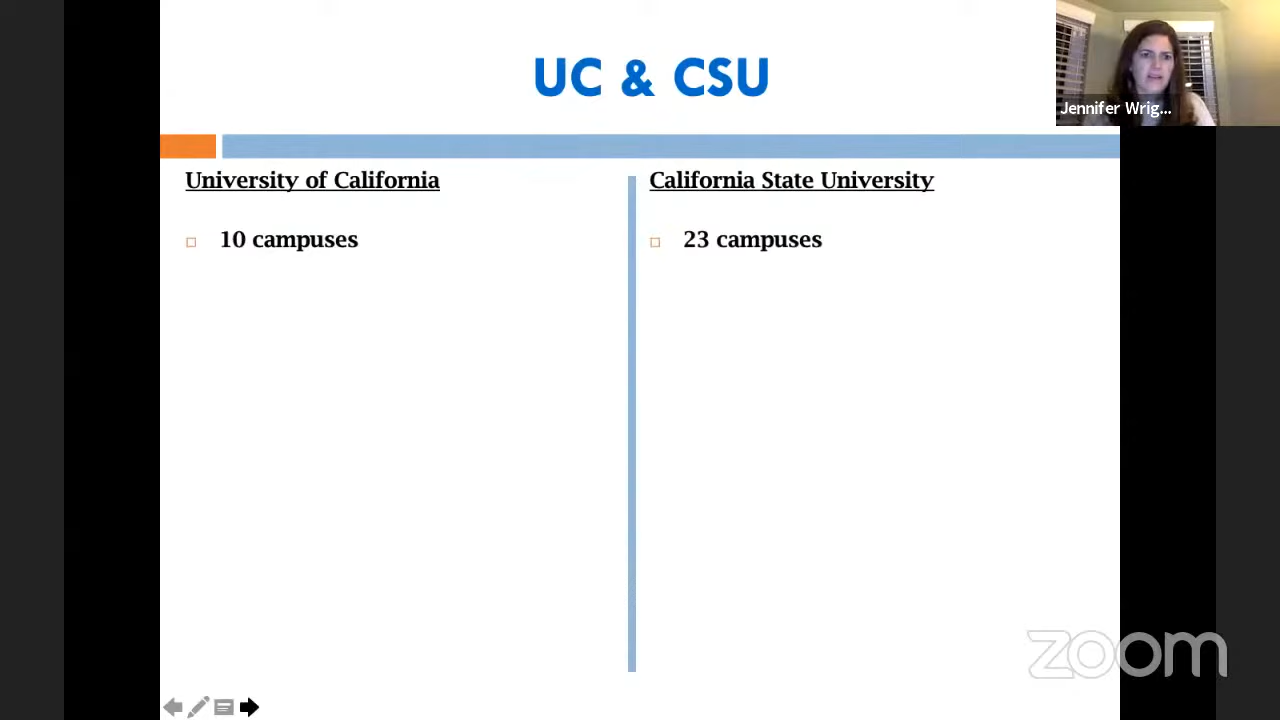 UC & CSU
Jennifer Wrig...
University of California
California State University
10 campuses
23 campuses
zoom